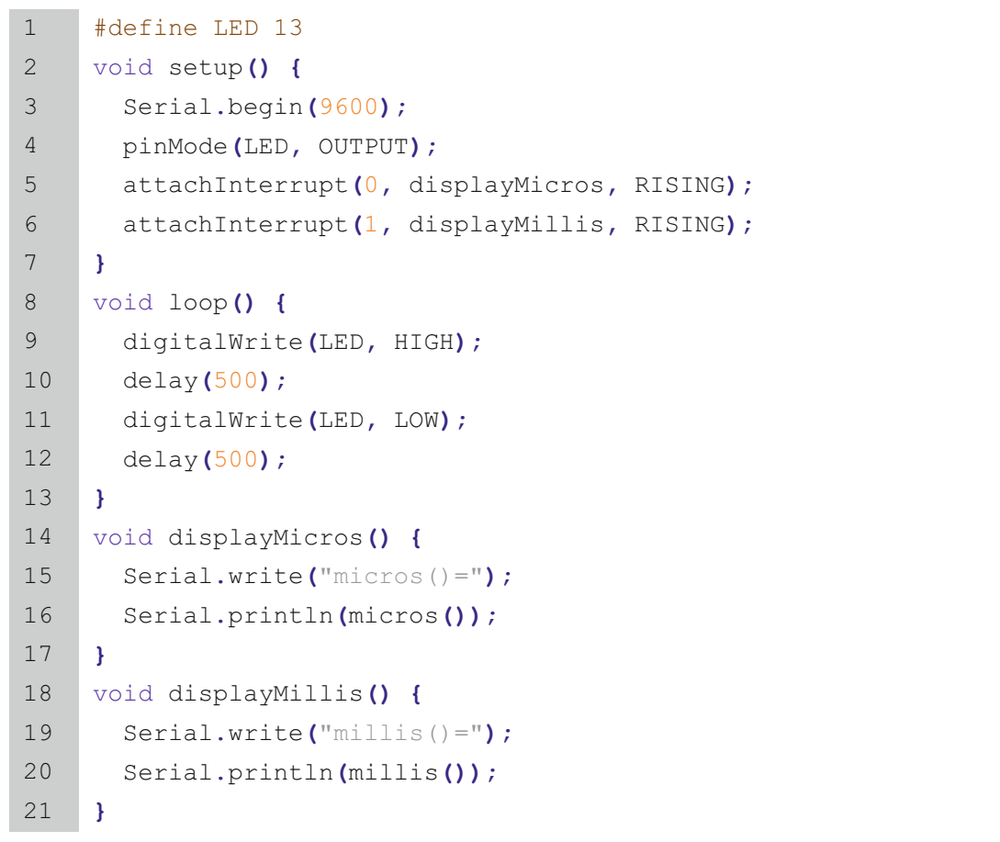 1 #define LED 13
2 void setup() {
3 Serial.begin(9600);
4 pinMode(LED, OUTPUT);
5 attachInterrupt(0, displayMicros, RISING);
6 attachInterrupt(1, displayMillis, RISING);
7 }
8 void loop() {
9 digitalWrite(LED, HIGH);
10 delay(500);
11 digitalWrite(LED, LOW);
12 delay(500);
13 }
14 void displayMicros() {
15 Serial.write("micros()=");
16 Serial.println(micros());
17 }
18 void displayMillis() {
19 Serial.write("millis()=");
20 Serial.println(millis());
21 }